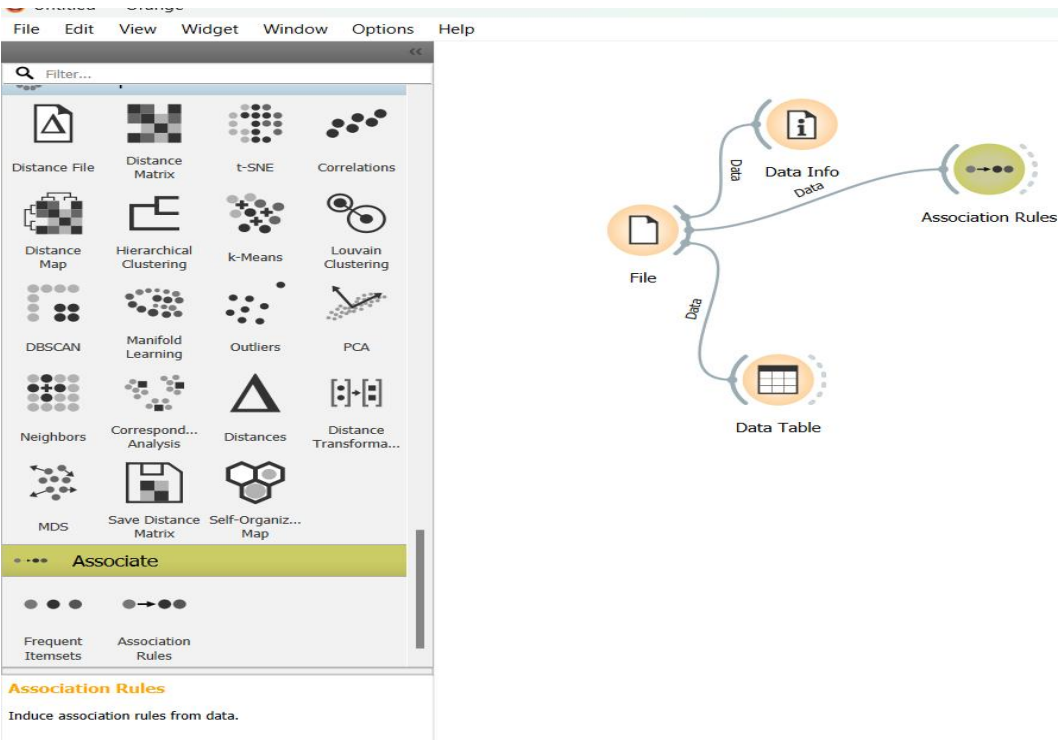 Untitled - Orange
File Edit View Widget Window Options Help
Filter...
Distance File
Distance Matrix
t-SNE
Correlations
Distance Map
Hierarchical Clustering
k-Means
Louvain Clustering
DBSCAN
Manifold Learning
Outliers
PCA
Neighbors
Correspond... Analysis
Distances
Distance Transforma...
MDS
Save Distance Matrix
Self-Organiz... Map
Associate
Frequent Itemsets
Association Rules
Association Rules
Induce association rules from data.
Data
Data Info
Data
Association Rules
File
Data
Data Table